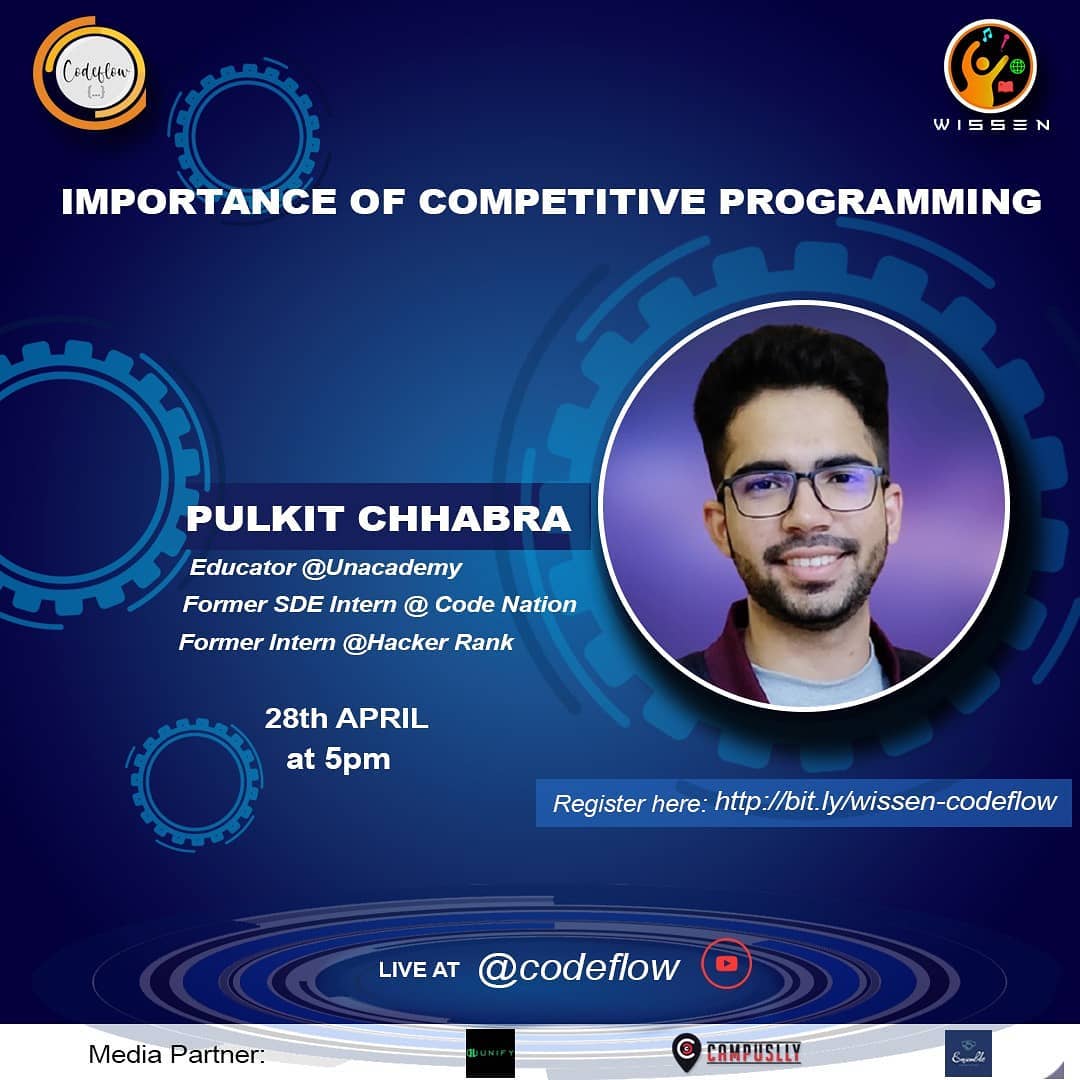 Codeflow
{...}
WISSEN
IMPORTANCE OF COMPETITIVE PROGRAMMING
PULKIT CHHABRA
Educator @Unacademy
Former SDE Intern @ Code Nation
Former Intern @Hacker Rank
28th APRIL
at 5pm
Register here: http://bit.ly/wissen-codeflow
LIVE AT @codeflow
Media Partner:
UNIFY
CAMPUSLLY
Ensemble